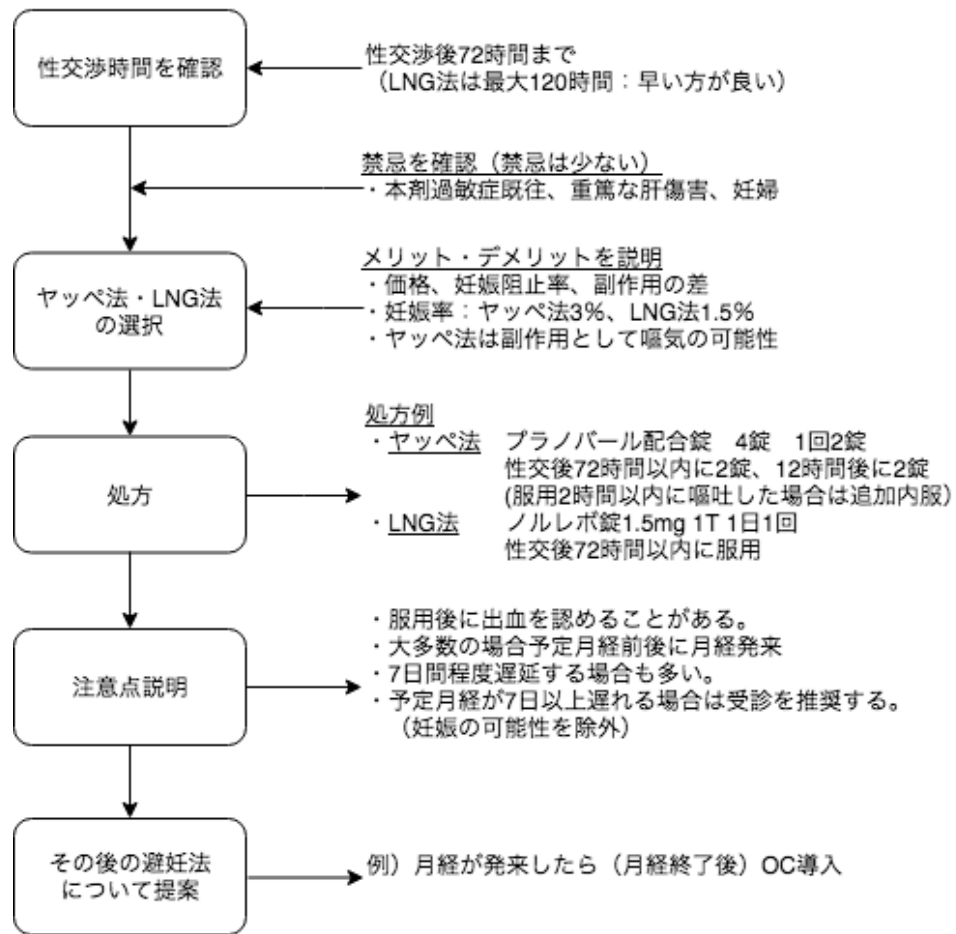 性交渉時間を確認
性交渉後72時間まで
（LNG法は最大120時間：早い方が良い）
禁忌を確認（禁忌は少ない）
・本剤過敏症既往、重篤な肝傷害、妊婦
ヤッペ法・LNG法
の選択
メリット・デメリットを説明
・価格、妊娠阻止率、副作用の差
・妊娠率：ヤッペ法3%、LNG法1.5%
・ヤッペ法は副作用として嘔気の可能性
処方
処方例
・ヤッペ法　プラノバール配合錠　4錠　1回2錠
性交後72時間以内に2錠、12時間後に2錠
(服用2時間以内に嘔吐した場合は追加内服）
・LNG法　ノルレボ錠1.5mg 1T 1日1回
性交後72時間以内に服用
注意点説明
・服用後に出血を認めることがある。
・大多数の場合予定月経前後に月経発来
・7日間程度遅延する場合も多い。
・予定月経が7日以上遅れる場合は受診を推奨する。
（妊娠の可能性を除外）
その後の避妊法
について提案
例）月経が発来したら（月経終了後）OC導入